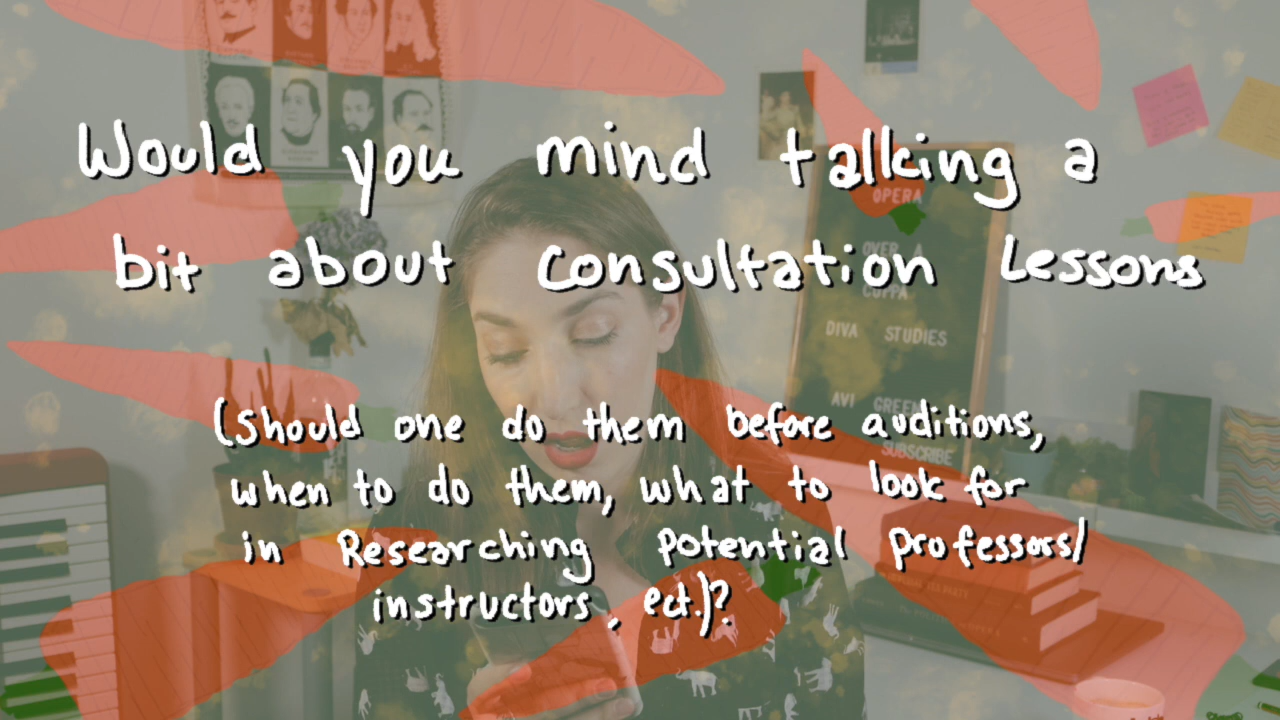 Would you mind talking a
bit about Consultation Lessons
(Should one do them before auditions,
when to do them, what to look for
in Researching potential professors/
instructors, ect.)?
OPERA
OVER A
CUPPA
DIVA STUDIES
AVI GREEN
SUBSCRIBE